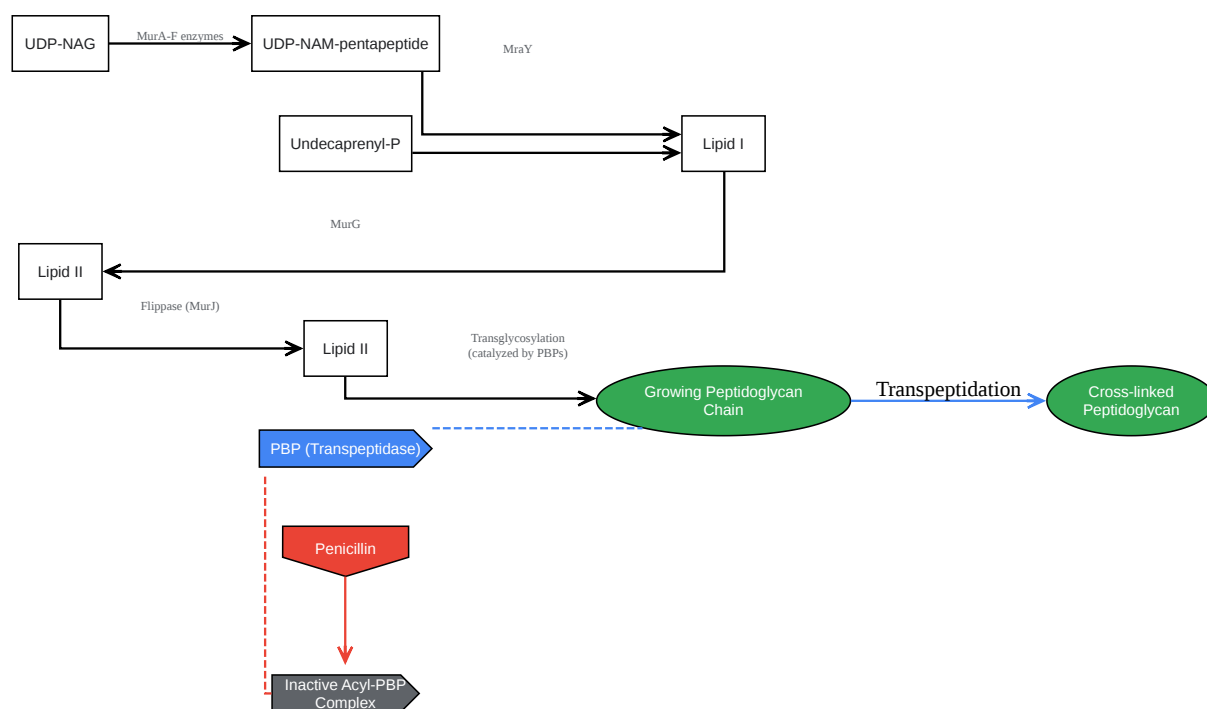 UDP-NAG
MurA-F enzymes
UDP-NAM-pentapeptide
MraY
Undecaprenyl-P
Lipid I
MurG
Lipid II
Flippase (MurJ)
Lipid II
Transglycosylation
(catalyzed by PBPs)
Growing Peptidoglycan
Chain
Transpeptidation
Cross-linked
Peptidoglycan
PBP (Transpeptidase)
Penicillin
Inactive Acyl-PBP
Complex